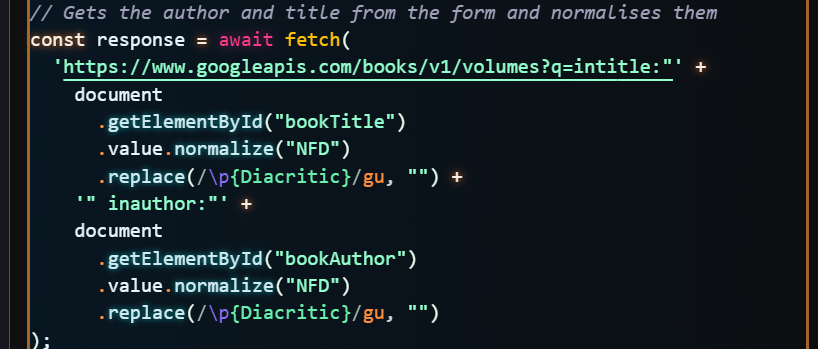 // Gets the author and title from the form and normalises them
const response = await fetch(
'https://www.googleapis.com/books/v1/volumes?q=intitle:"' +
document
.getElementById("bookTitle")
.value.normalize("NFD")
.replace(/\p{Diacritic}/gu, "") +
'" inauthor:"' +
document
.getElementById("bookAuthor")
.value.normalize("NFD")
.replace(/\p{Diacritic}/gu, "")
);